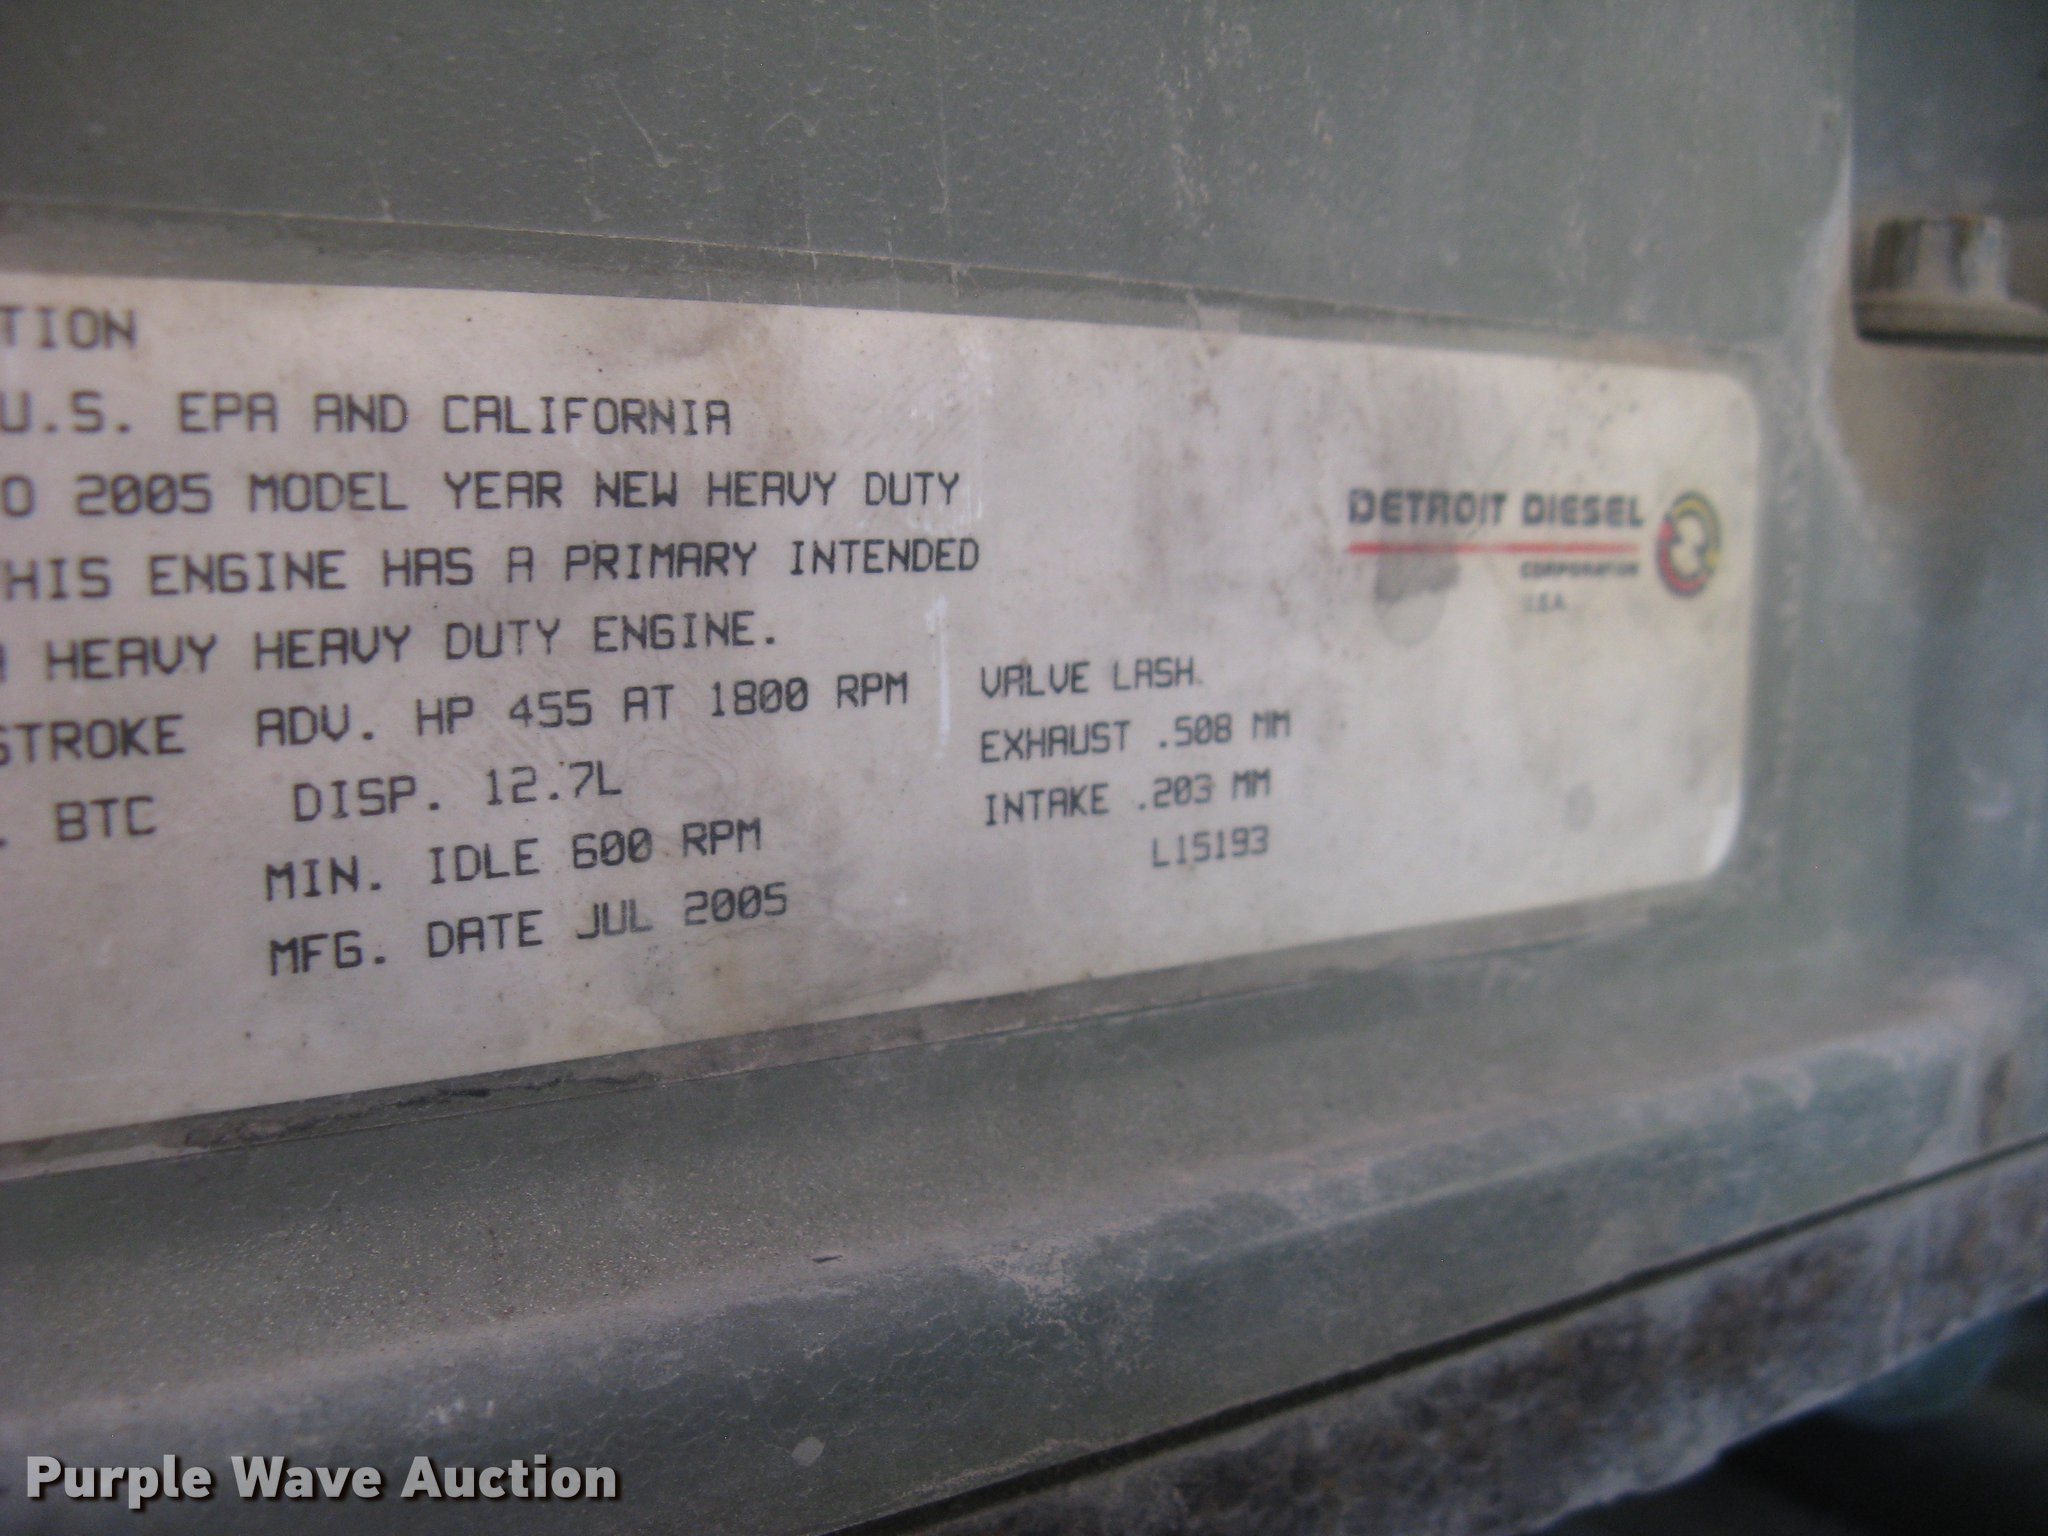 TION
U.S. EPA AND CALIFORNIA
O 2005 MODEL YEAR NEW HEAVY DUTY
HIS ENGINE HAS A PRIMARY INTENDED
A HEAVY HEAVY DUTY ENGINE.
STROKE ADV. HP 455 AT 1800 RPM
. BTC DISP. 12.7L
MIN. IDLE 600 RPM
MFG. DATE JUL 2005
VALVE LASH
EXHAUST .508 MM
INTAKE .203 MM
L15193
DETROIT DIESEL
CORPORATION
U.S.A.
Purple Wave Auction